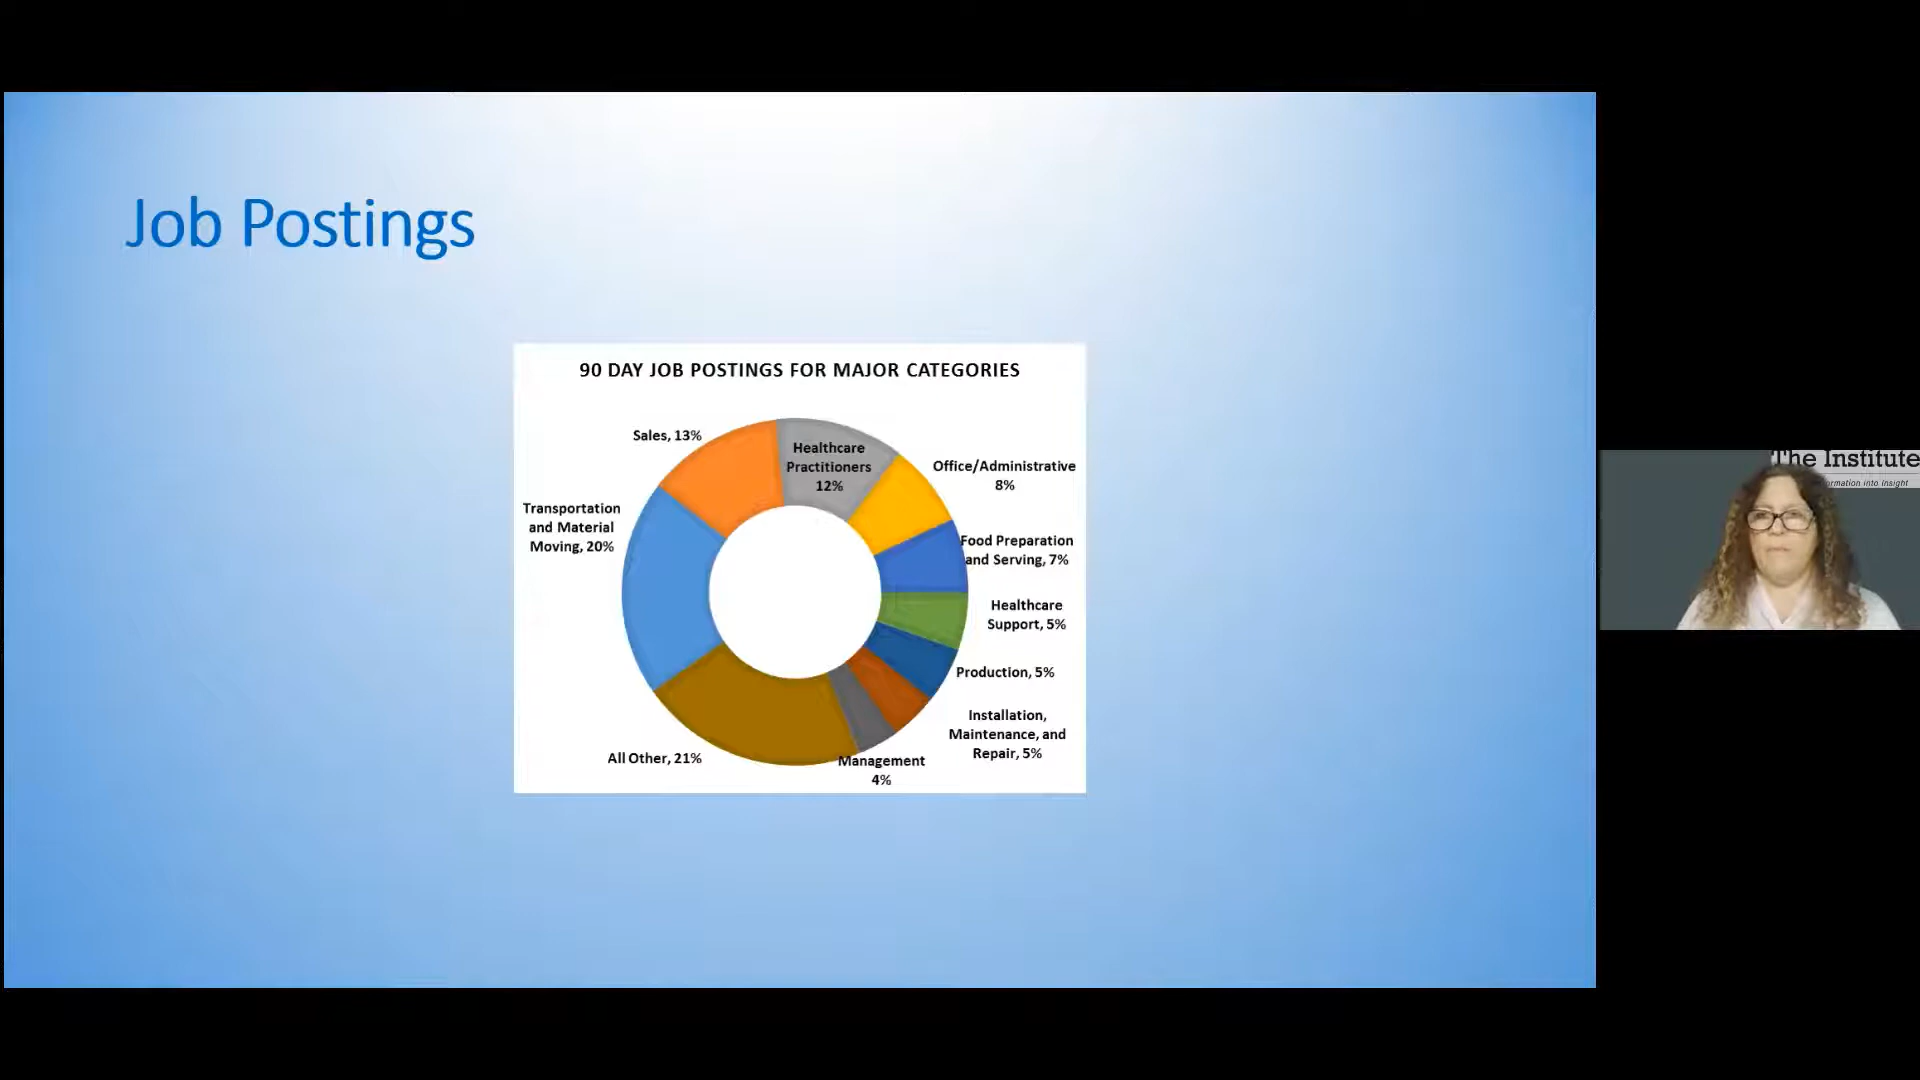 Job Postings
90 DAY JOB POSTINGS FOR MAJOR CATEGORIES
Sales, 13%
Healthcare
Practitioners
12%
Office/Administrative
8%
Transportation
and Material
Moving, 20%
Food Preparation
and Serving, 7%
Healthcare
Support, 5%
Production, 5%
Installation,
Maintenance, and
Repair, 5%
All Other, 21%
Management
4%
The Institute
into Insight